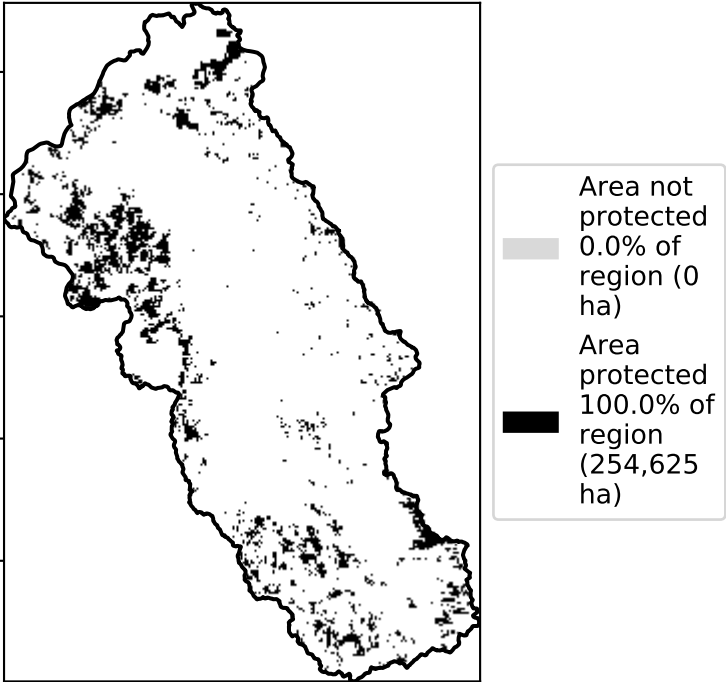 Area not
protected
0.0% of
region (0
ha)
Area
protected
100.0% of
region
(254,625
ha)